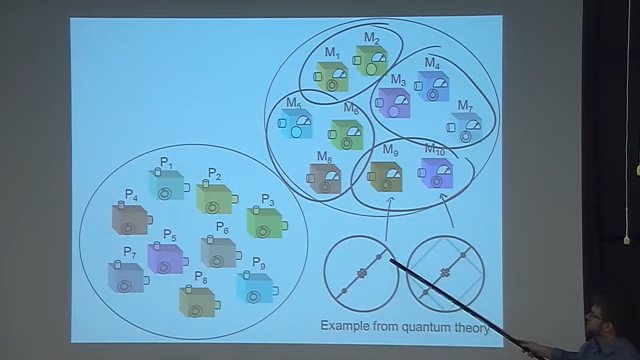 M1
M2
M3
M4
M5
M6
M7
M8
M9
M10
P1
P2
P3
P4
P5
P6
P7
P8
P9
Example from quantum theory